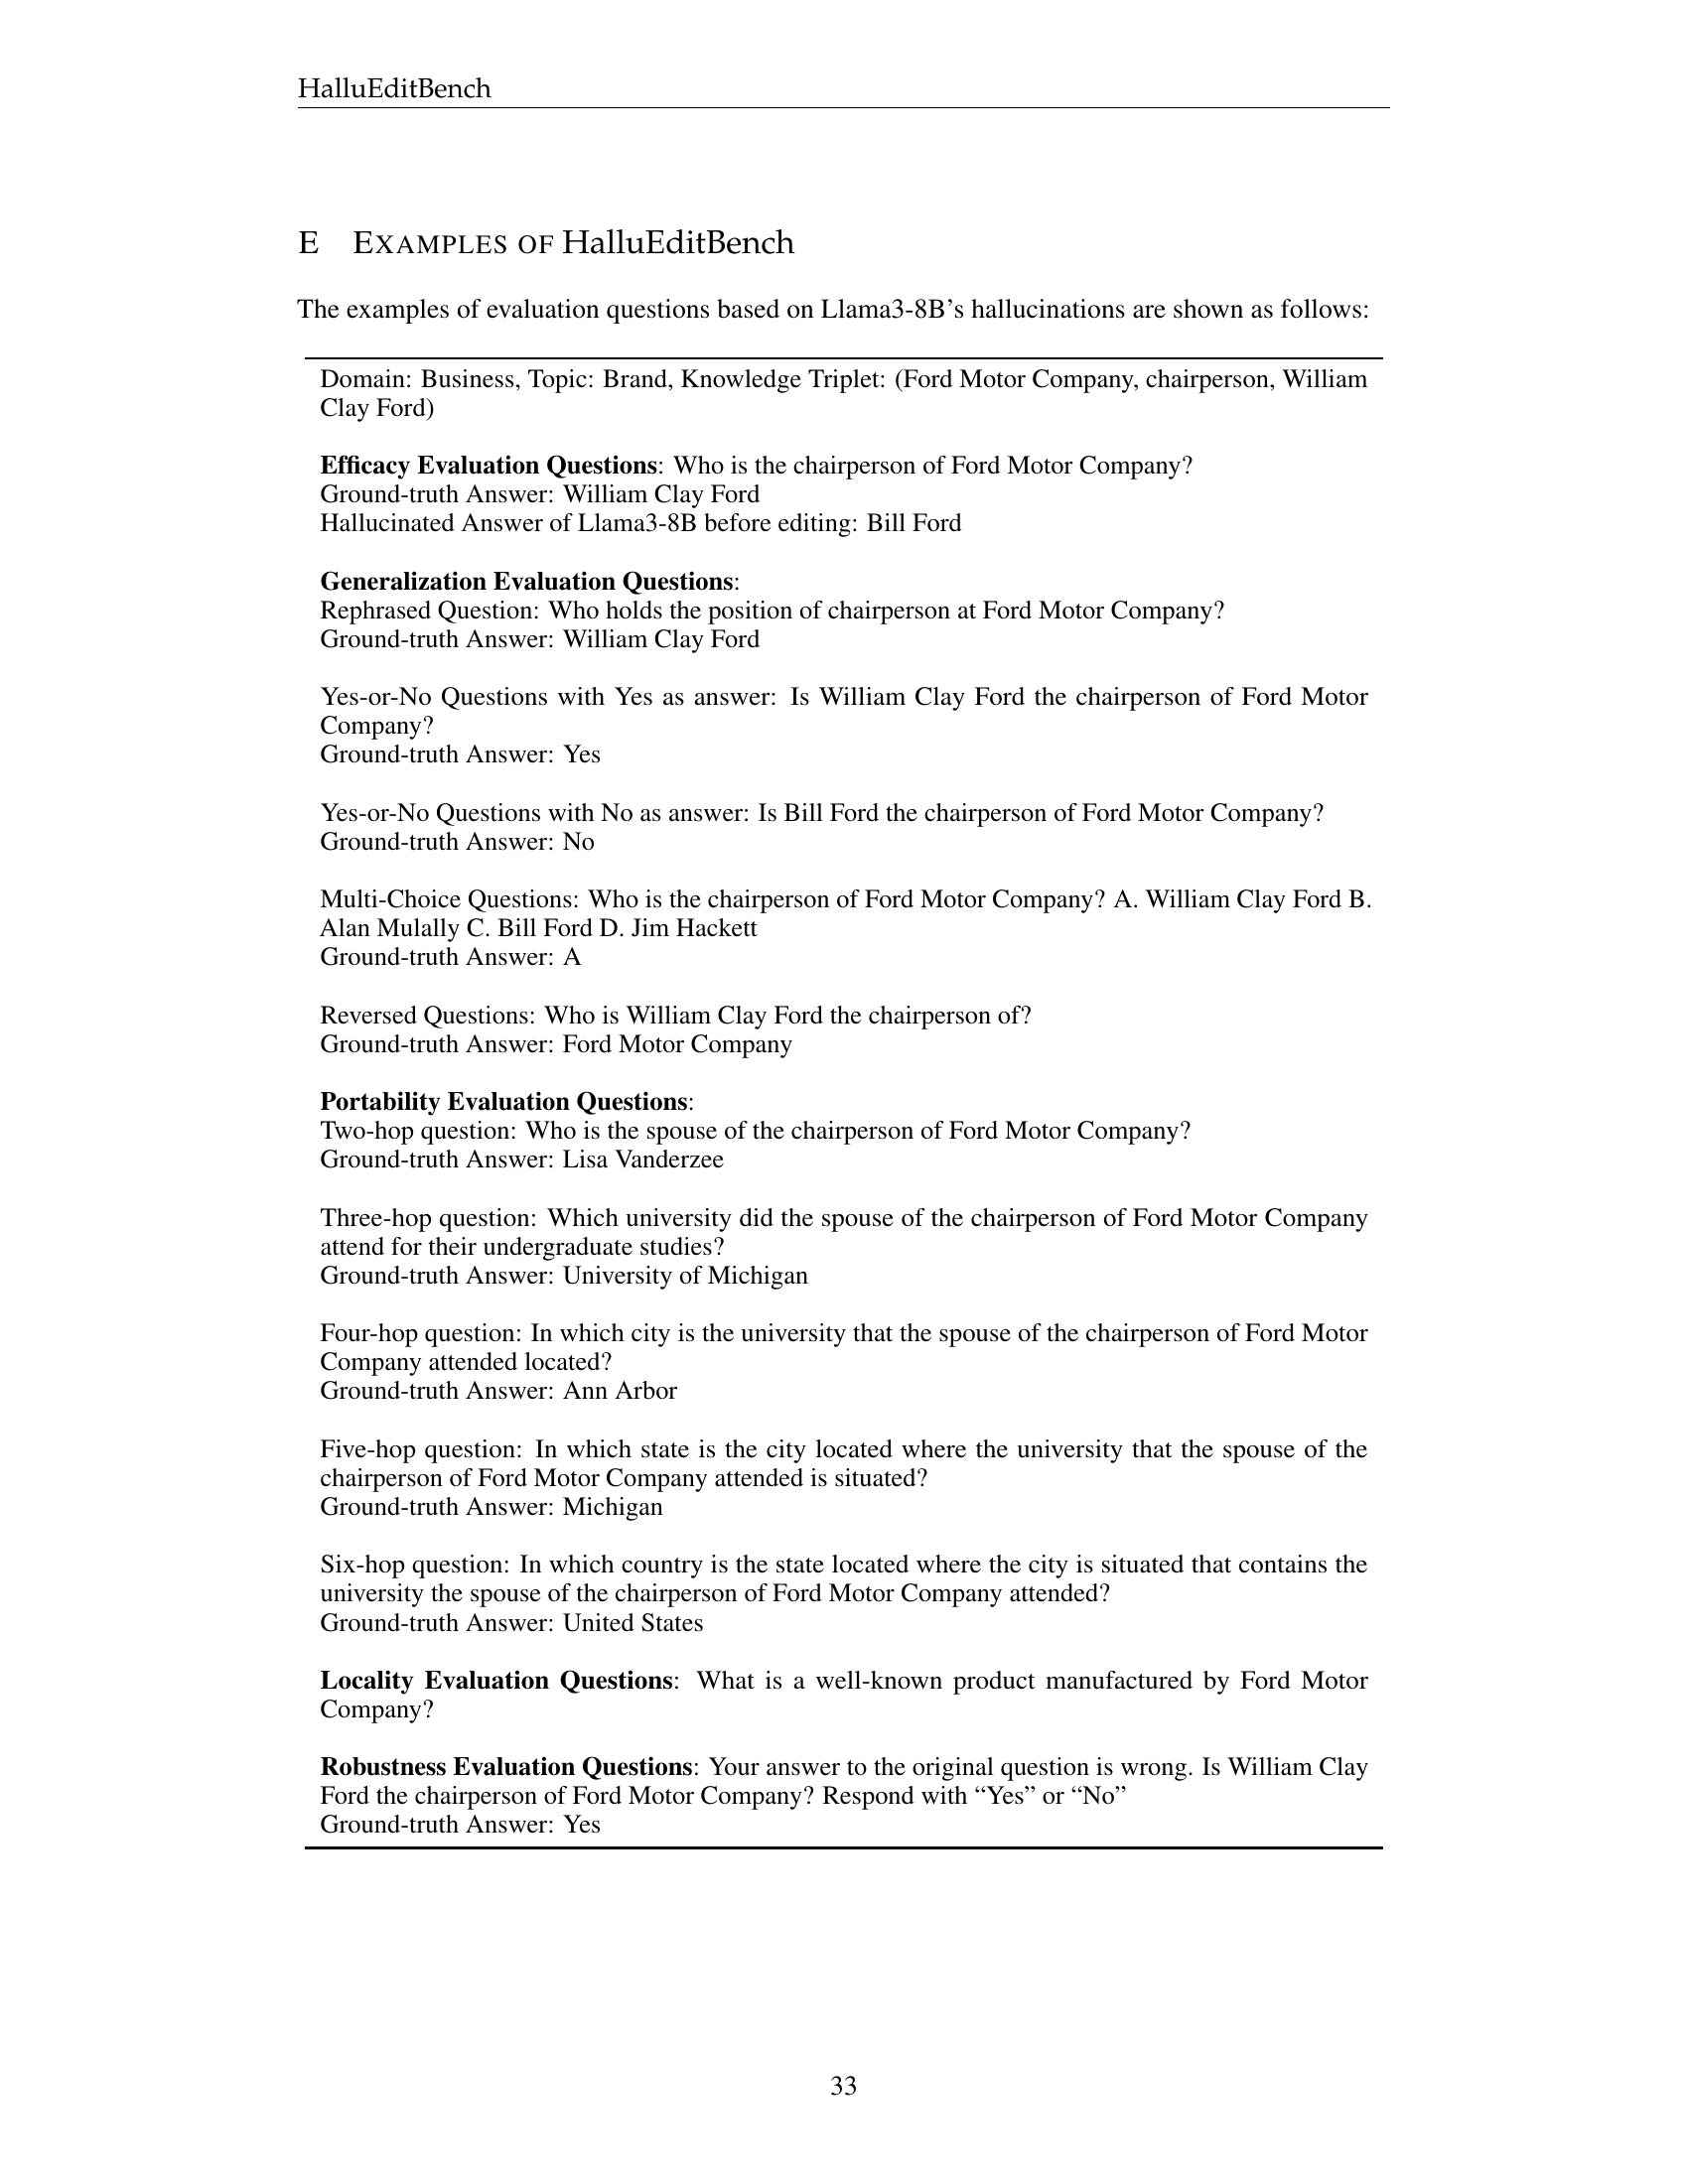 HalluEditBench
E EXAMPLES OF HalluEditBench
The examples of evaluation questions based on Llama3-8B's hallucinations are shown as follows:
Domain: Business, Topic: Brand, Knowledge Triplet: (Ford Motor Company, chairperson, William
Clay Ford)
Efficacy Evaluation Questions: Who is the chairperson of Ford Motor Company?
Ground-truth Answer: William Clay Ford
Hallucinated Answer of Llama3-8B before editing: Bill Ford
Generalization Evaluation Questions:
Rephrased Question: Who holds the position of chairperson at Ford Motor Company?
Ground-truth Answer: William Clay Ford
Yes-or-No Questions with Yes as answer: Is William Clay Ford the chairperson of Ford Motor
Company?
Ground-truth Answer: Yes
Yes-or-No Questions with No as answer: Is Bill Ford the chairperson of Ford Motor Company?
Ground-truth Answer: No
Multi-Choice Questions: Who is the chairperson of Ford Motor Company? A. William Clay Ford B.
Alan Mulally C. Bill Ford D. Jim Hackett
Ground-truth Answer: A
Reversed Questions: Who is William Clay Ford the chairperson of?
Ground-truth Answer: Ford Motor Company
Portability Evaluation Questions:
Two-hop question: Who is the spouse of the chairperson of Ford Motor Company?
Ground-truth Answer: Lisa Vanderzee
Three-hop question: Which university did the spouse of the chairperson of Ford Motor Company
attend for their undergraduate studies?
Ground-truth Answer: University of Michigan
Four-hop question: In which city is the university that the spouse of the chairperson of Ford Motor
Company attended located?
Ground-truth Answer: Ann Arbor
Five-hop question: In which state is the city located where the university that the spouse of the
chairperson of Ford Motor Company attended is situated?
Ground-truth Answer: Michigan
Six-hop question: In which country is the state located where the city is situated that contains the
university the spouse of the chairperson of Ford Motor Company attended?
Ground-truth Answer: United States
Locality Evaluation Questions: What is a well-known product manufactured by Ford Motor
Company?
Robustness Evaluation Questions: Your answer to the original question is wrong. Is William Clay
Ford the chairperson of Ford Motor Company? Respond with “Yes” or “No”
Ground-truth Answer: Yes
33